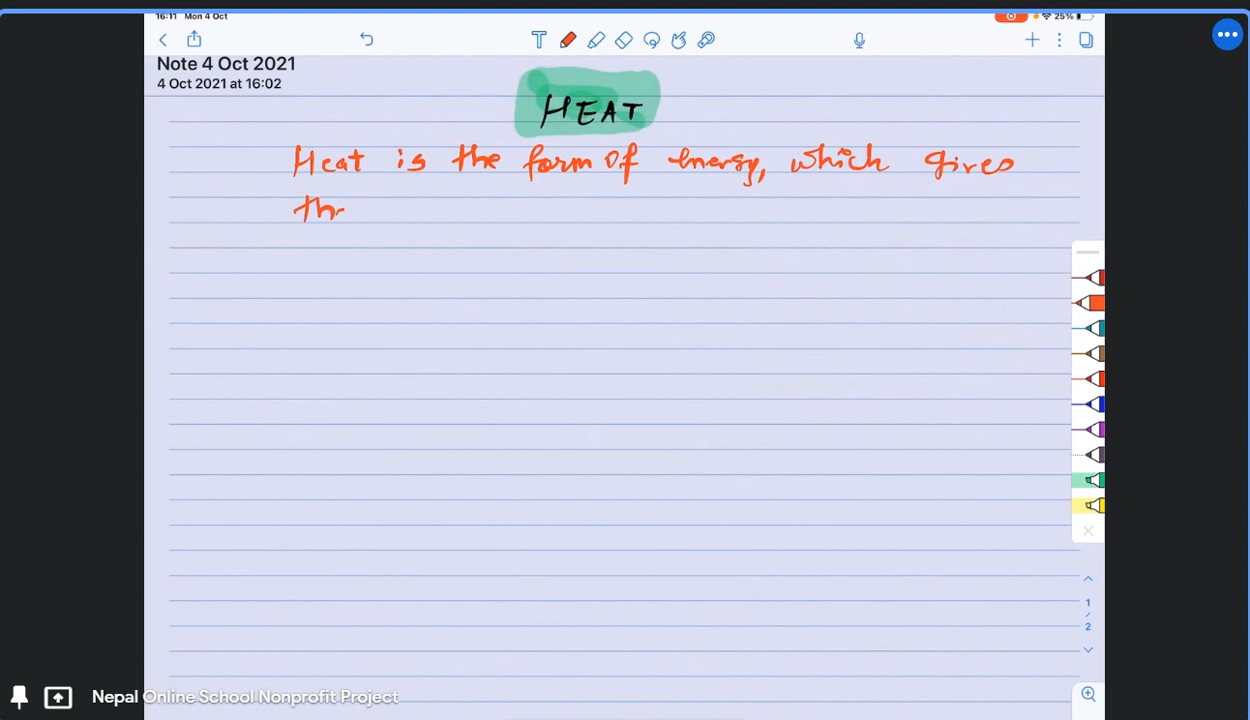 16:11 Mon 4 Oct
25%
Note 4 Oct 2021
4 Oct 2021 at 16:02
HEAT
Heat is the form of energy, which gives
the
1
2
Nepal Online School Nonprofit Project